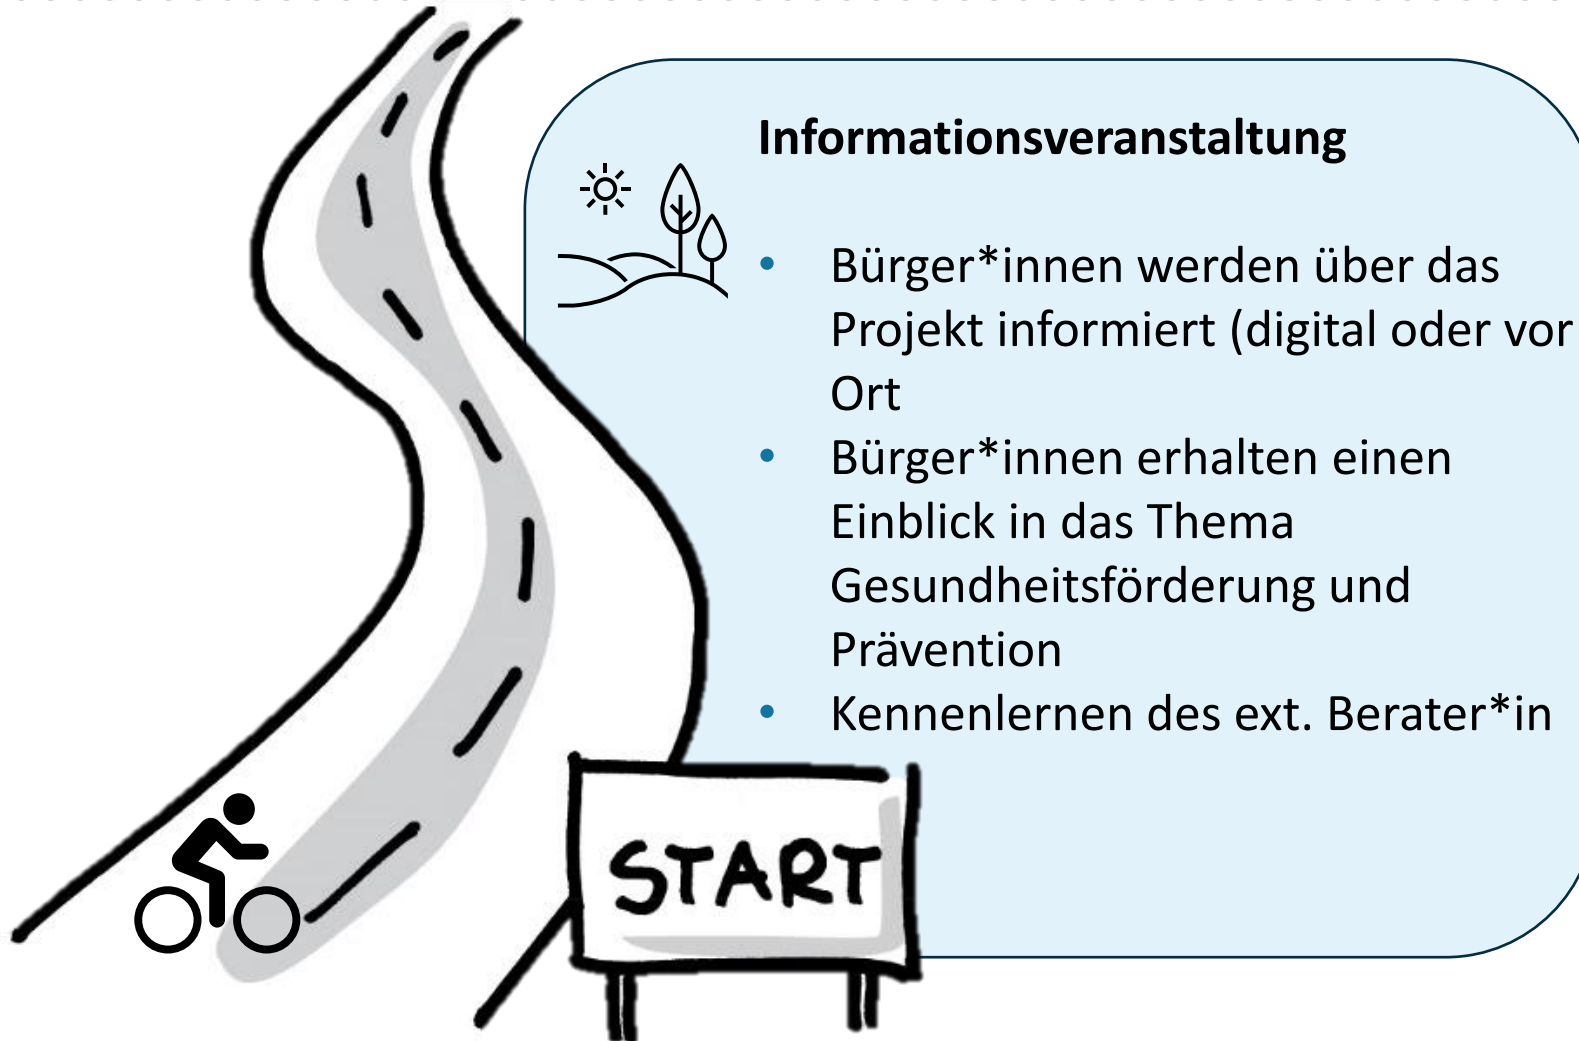 Informationsveranstaltung
• Bürger*innen werden über das
Projekt informiert (digital oder vor
Ort
• Bürger*innen erhalten einen
Einblick in das Thema
Gesundheitsförderung und
Prävention
• Kennenlernen des ext. Berater*in
START